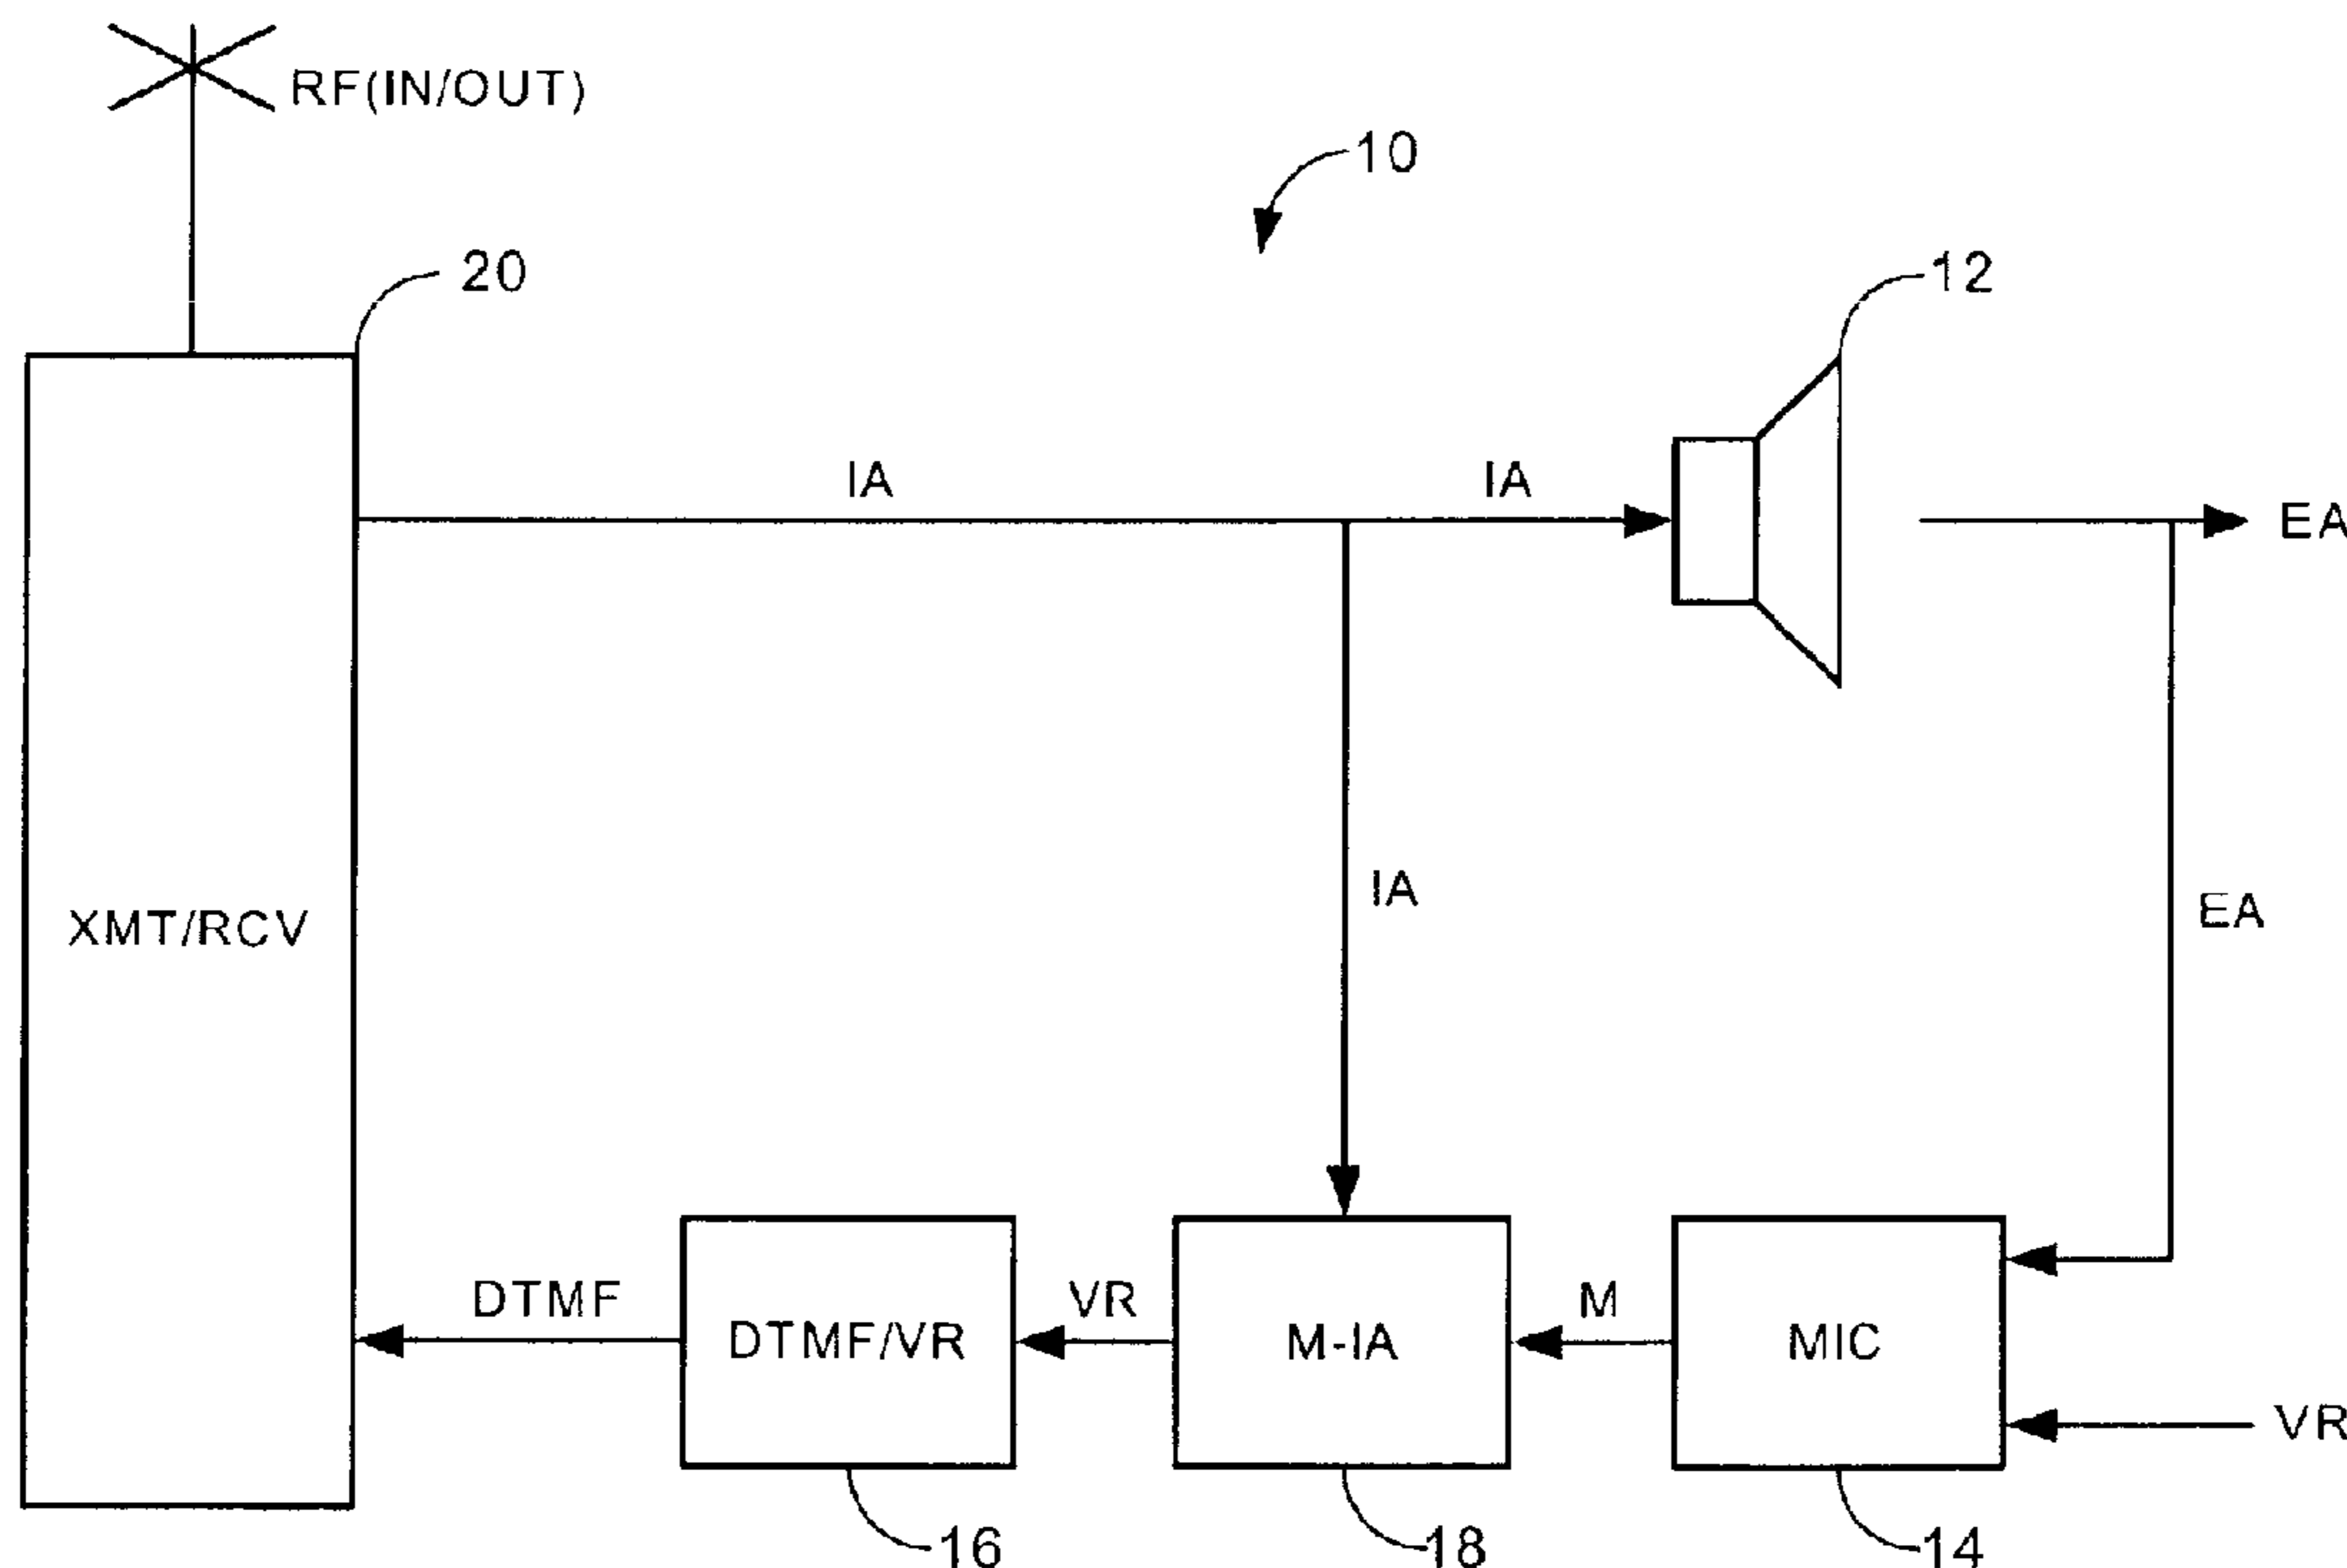 RF(IN/OUT)
10
20
12
IA
IA
EA
IA
EA
XMT/RCV
DTMF
VR
M
DTMF/VR
M-IA
MIC
VR
16
18
14